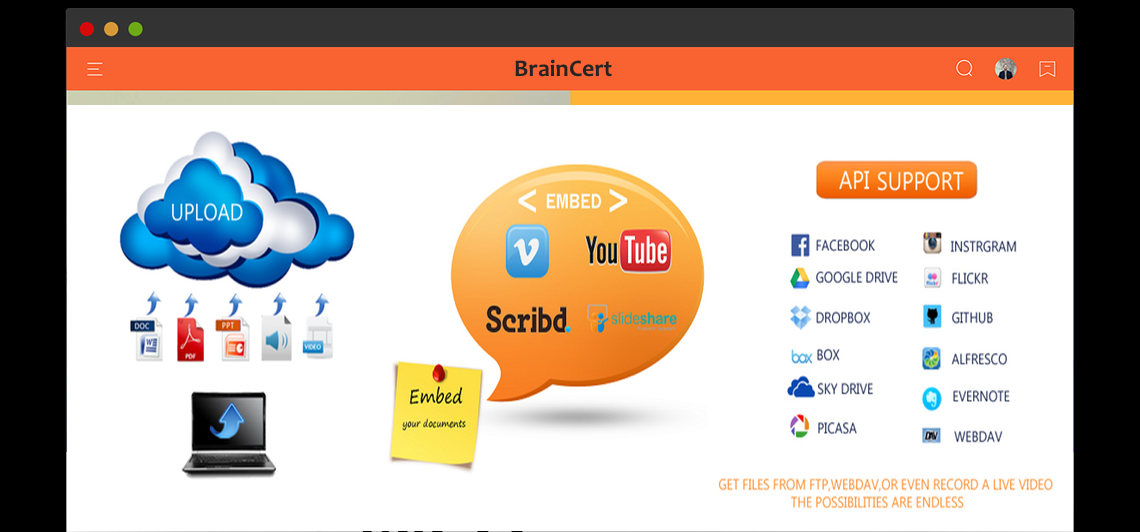 BrainCert
UPLOAD
DOC
PDF
PPT
VIDEO
< EMBED >
YouTube
Scribd.
slideshare
Embed
your documents
API SUPPORT
FACEBOOK
INSTRGRAM
GOOGLE DRIVE
FLICKR
DROPBOX
GITHUB
box BOX
ALFRESCO
SKY DRIVE
EVERNOTE
PICASA
DAV WEBDAV
GET FILES FROM FTP,WEBDAV,OR EVEN RECORD A LIVE VIDEO
THE POSSIBILITIES ARE ENDLESS